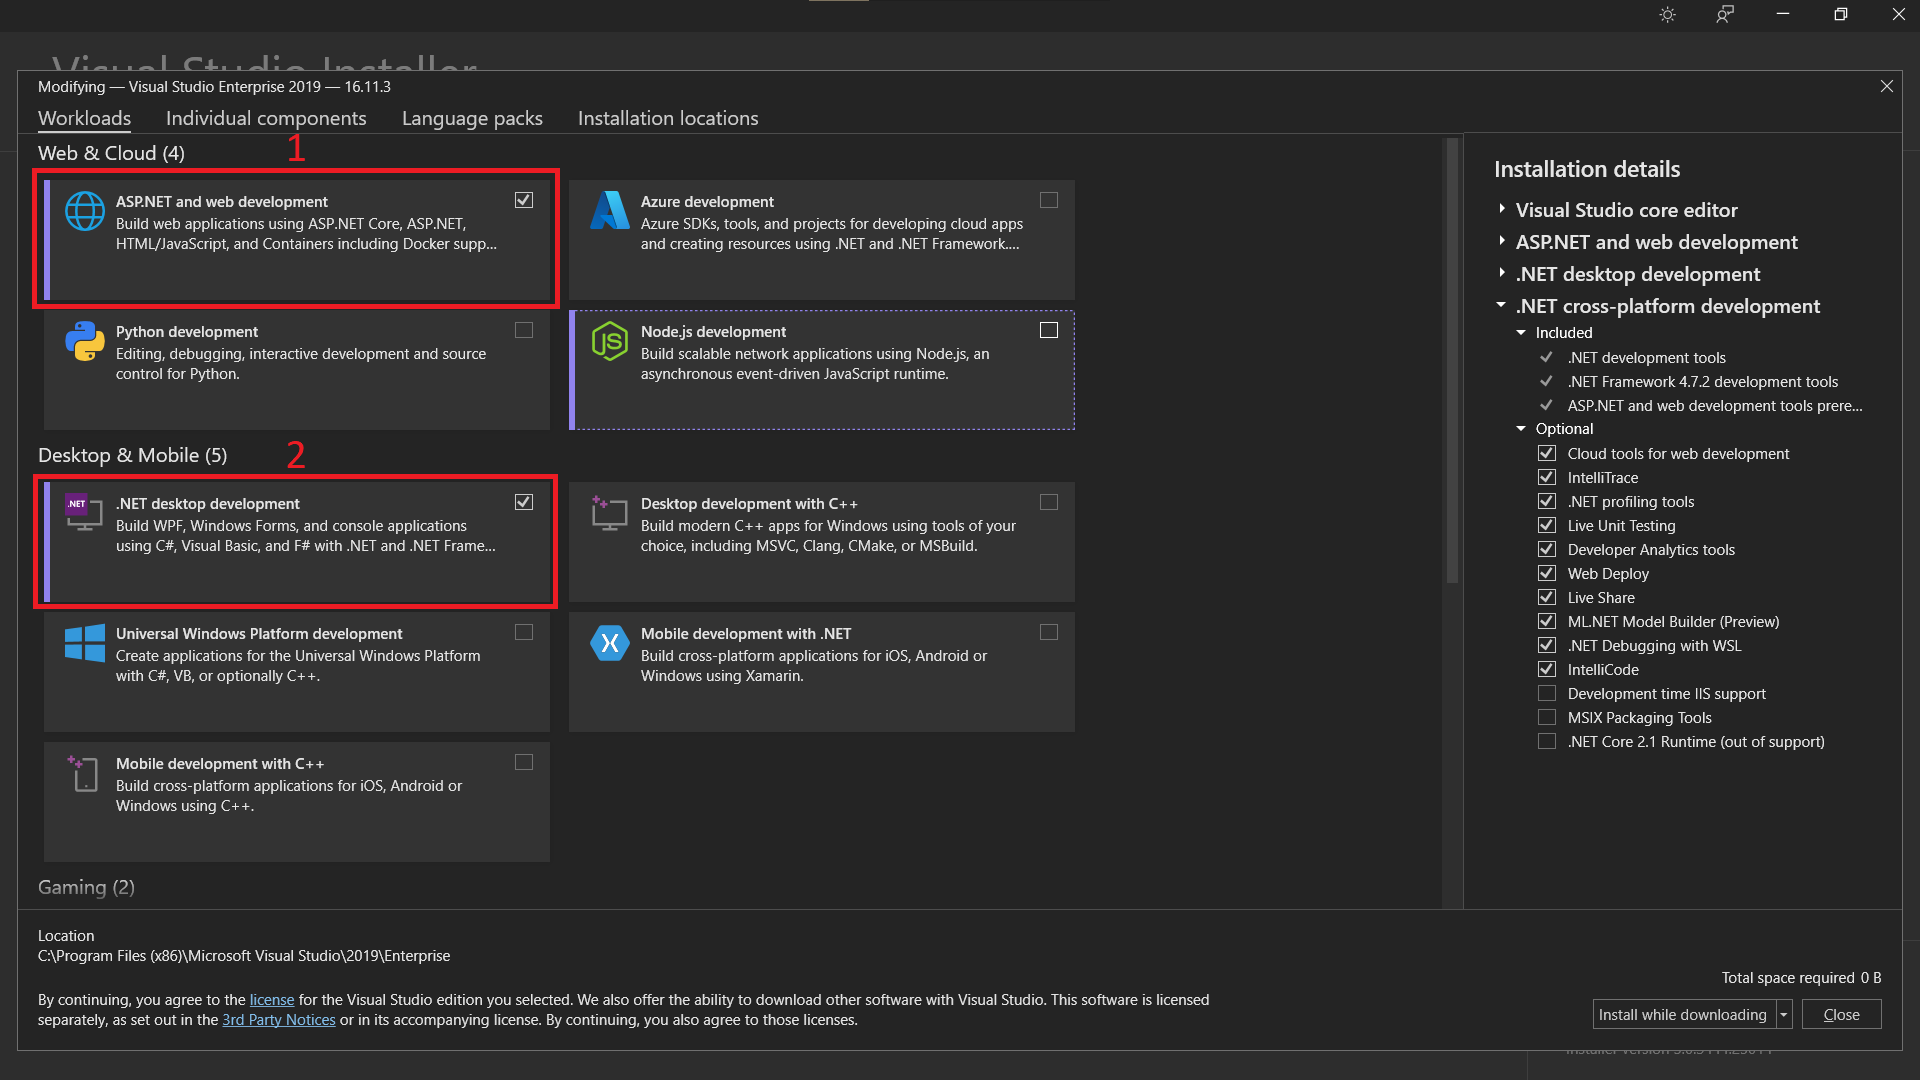 Visual Studio Installer
Modifying — Visual Studio Enterprise 2019 — 16.11.3
Workloads
Individual components
Language packs
Installation locations
Web & Cloud (4)
1
ASP.NET and web development
Build web applications using ASP.NET Core, ASP.NET,
HTML/JavaScript, and Containers including Docker supp...
Azure development
Azure SDKs, tools, and projects for developing cloud apps
and creating resources using .NET and .NET Framework....
Python development
Editing, debugging, interactive development and source
control for Python.
JS
Node.js development
Build scalable network applications using Node.js, an
asynchronous event-driven JavaScript runtime.
Desktop & Mobile (5)
2
.NET
.NET desktop development
Build WPF, Windows Forms, and console applications
using C#, Visual Basic, and F# with .NET and .NET Frame...
Desktop development with C++
Build modern C++ apps for Windows using tools of your
choice, including MSVC, Clang, CMake, or MSBuild.
Universal Windows Platform development
Create applications for the Universal Windows Platform
with C#, VB, or optionally C++.
Mobile development with .NET
Build cross-platform applications for iOS, Android or
Windows using Xamarin.
Mobile development with C++
Build cross-platform applications for iOS, Android or
Windows using C++.
Gaming (2)
Installation details
Visual Studio core editor
ASP.NET and web development
.NET desktop development
.NET cross-platform development
Included
.NET development tools
.NET Framework 4.7.2 development tools
ASP.NET and web development tools prere...
Optional
Cloud tools for web development
IntelliTrace
.NET profiling tools
Live Unit Testing
Developer Analytics tools
Web Deploy
Live Share
ML.NET Model Builder (Preview)
.NET Debugging with WSL
IntelliCode
Development time IIS support
MSIX Packaging Tools
.NET Core 2.1 Runtime (out of support)
Location
C:\Program Files (x86)\Microsoft Visual Studio\2019\Enterprise
Total space required 0 B
By continuing, you agree to the license for the Visual Studio edition you selected. We also offer the ability to download other software with Visual Studio. This software is licensed
separately, as set out in the 3rd Party Notices or in its accompanying license. By continuing, you also agree to those licenses.
Install while downloading
Close